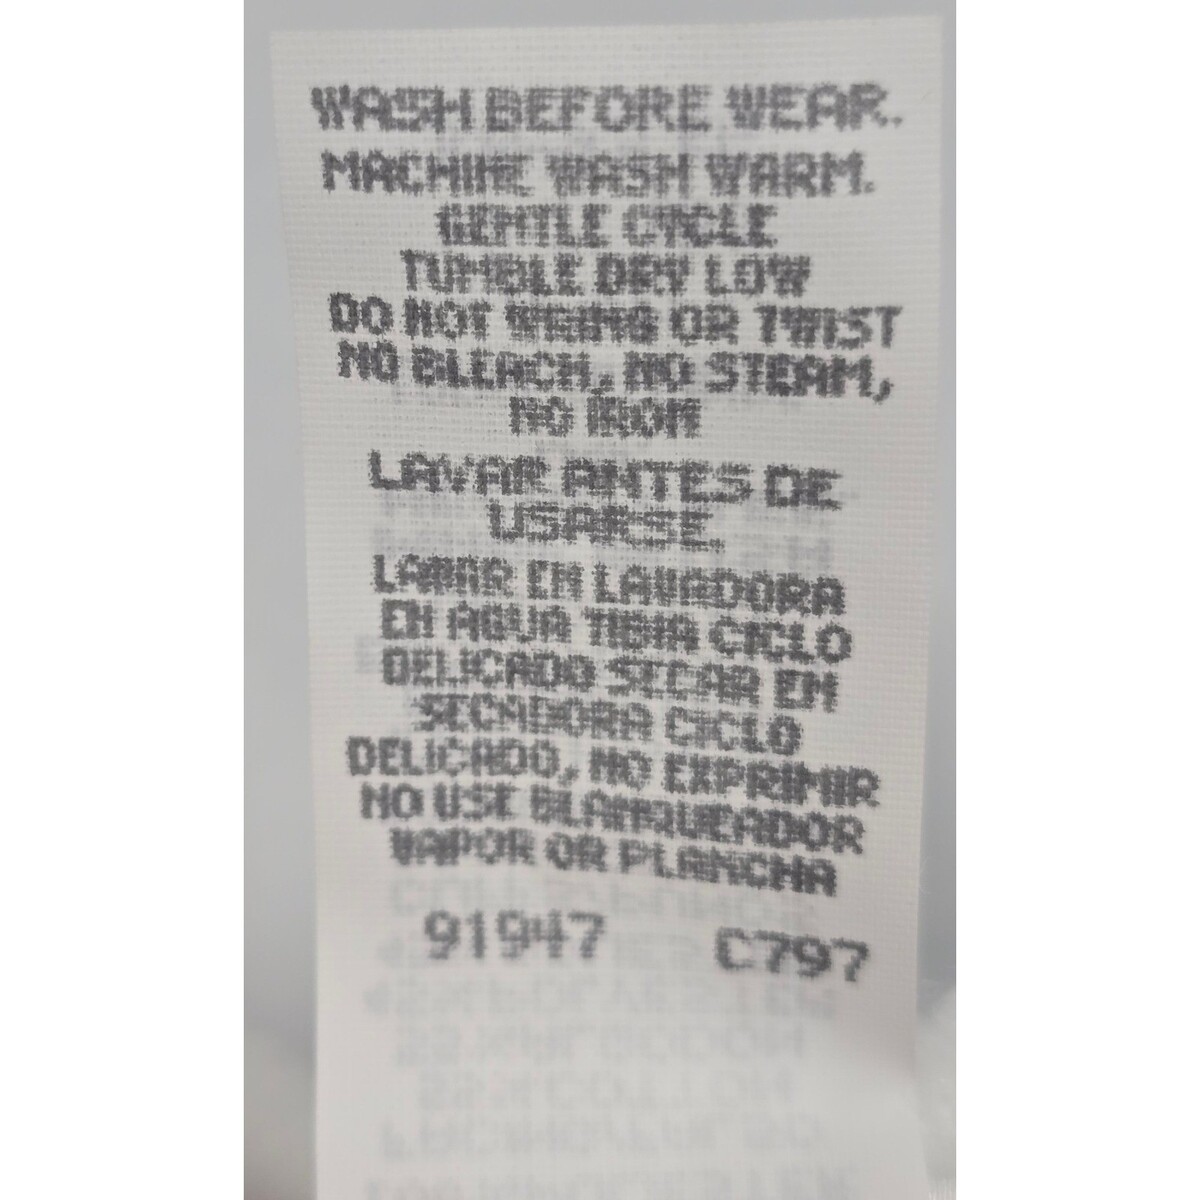 WASH BEFORE WEAR.
MACHINE WASH WARM.
GENTLE CYCLE
TUMBLE DRY LOW
DO NOT WRING OR TWIST
NO BLEACH, NO STEAM,
NO IRON
LAVAR ANTES DE
USARSE.
LAVAR EN LAVADORA
EN AGUA TIBIA CICLO
DELICADO SECAR EN
SECADORA CICLO
DELICADO, NO EXPRIMIR
NO USE BLANQUEADOR
VAPOR OR PLANCHA
91947 C797